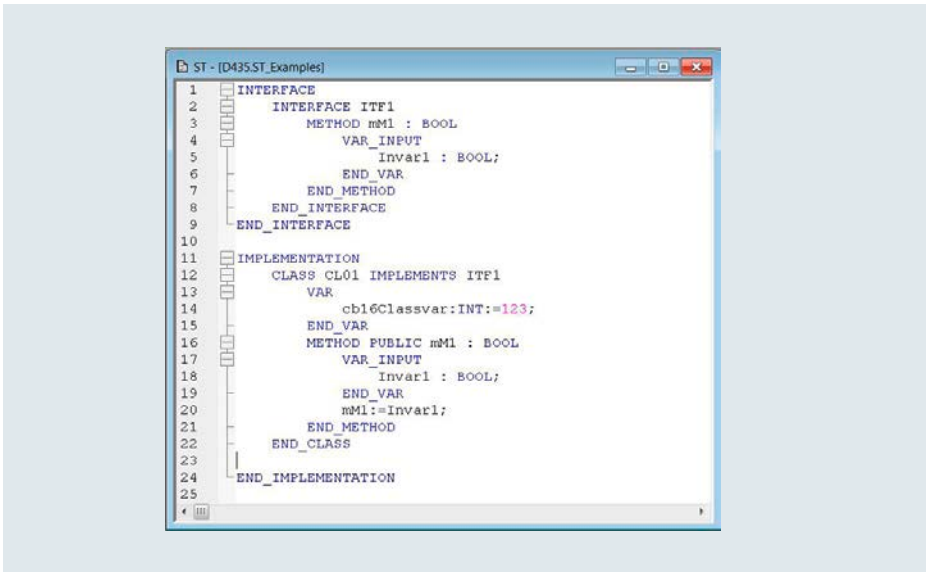 ST - [D435.ST_Examples]
1 INTERFACE
2 INTERFACE ITF1
3 METHOD mM1 : BOOL
4 VAR_INPUT
5 Invar1 : BOOL;
6 END_VAR
7 END_METHOD
8 END_INTERFACE
9 END_INTERFACE
10
11 IMPLEMENTATION
12 CLASS CL01 IMPLEMENTS ITF1
13 VAR
14 cb16Classvar:INT:=123;
15 END_VAR
16 METHOD PUBLIC mM1 : BOOL
17 VAR_INPUT
18 Invar1 : BOOL;
19 END_VAR
20 mM1:=Invar1;
21 END_METHOD
22 END_CLASS
23
24 END_IMPLEMENTATION
25